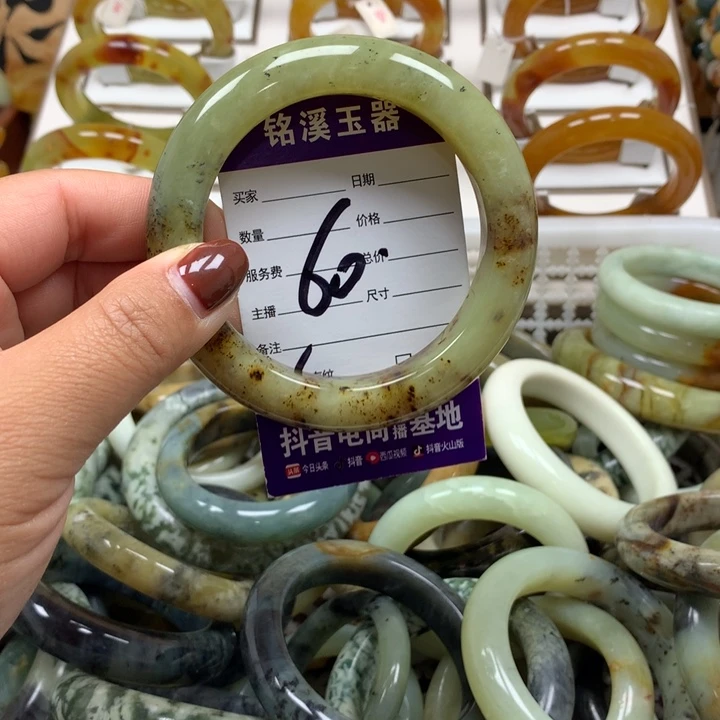 铭溪玉器
买家 日期
数量 价格
服务费 总价
主播 尺寸
备注
60.
抖音电商播基地
头条 今日头条 抖音 西瓜视频 抖音火山版